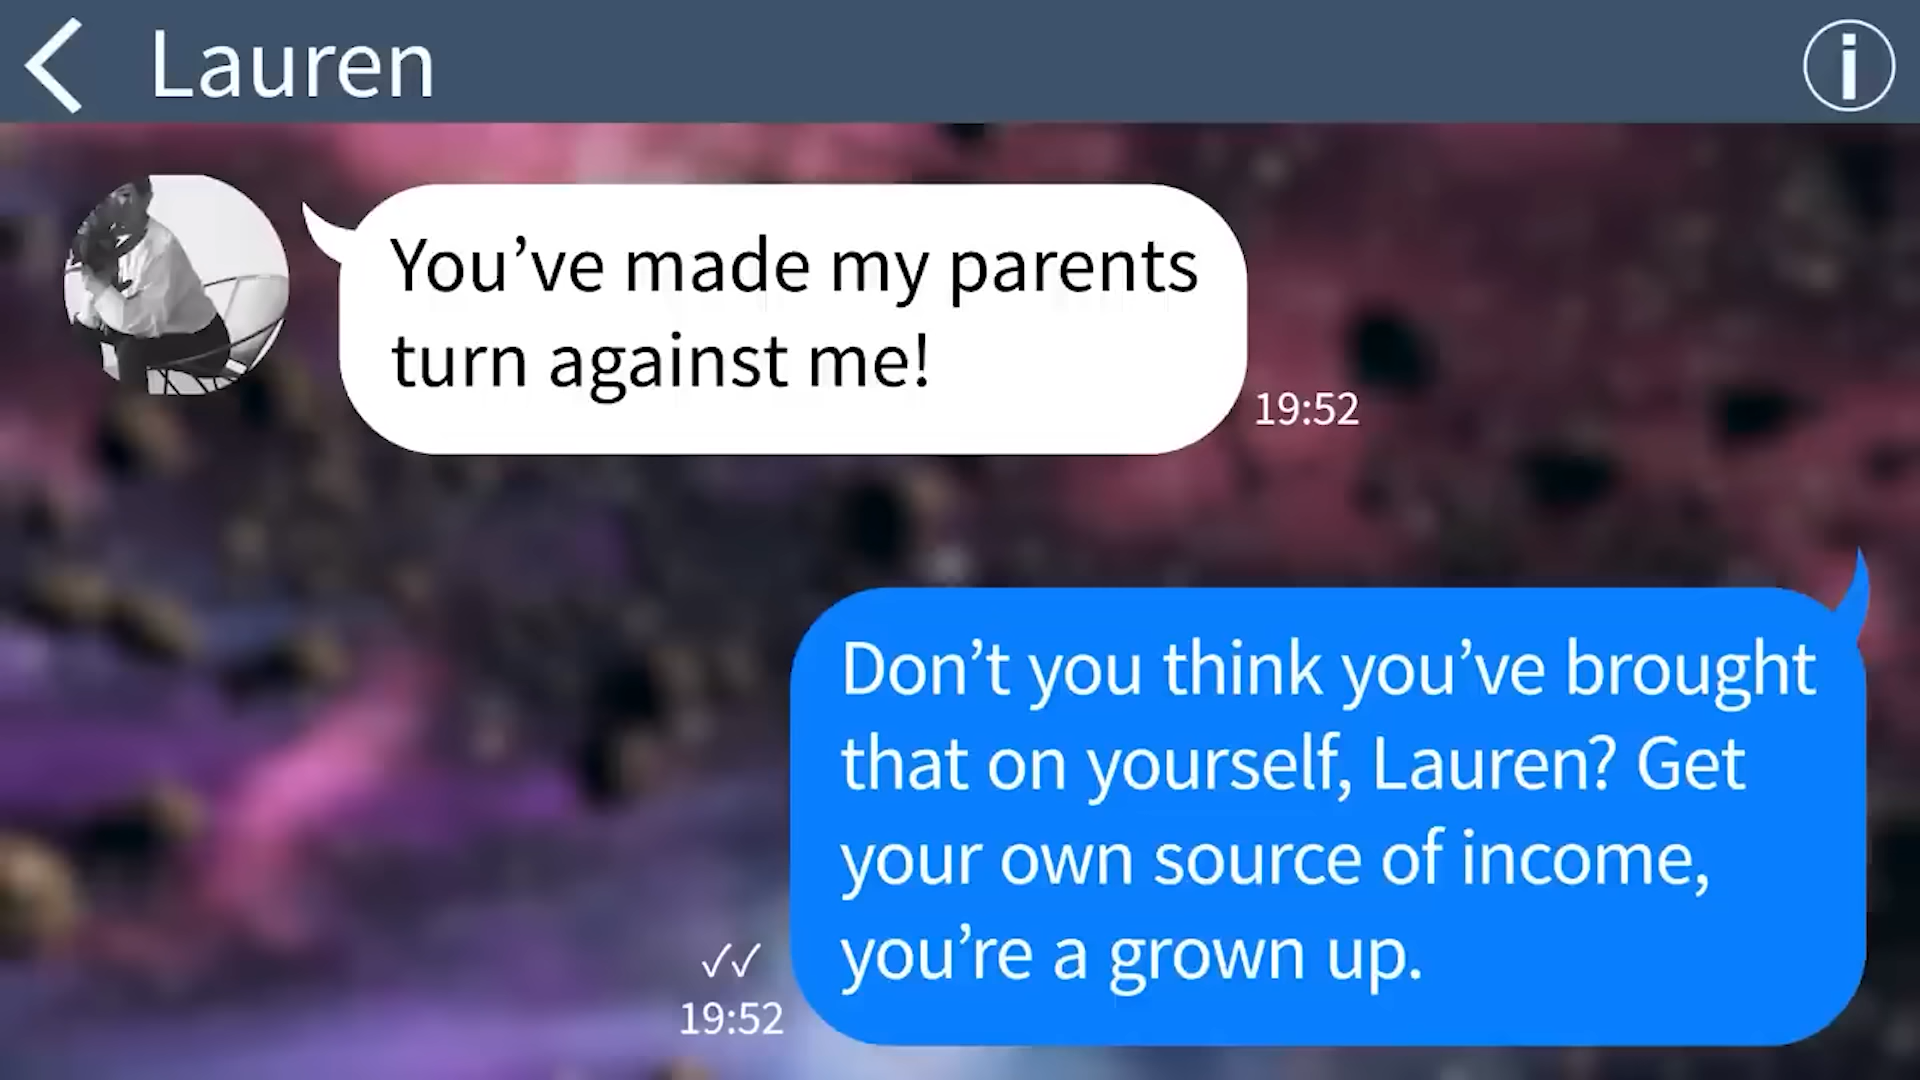 Lauren
You’ve made my parents
turn against me!
19:52
Don’t you think you’ve brought
that on yourself, Lauren? Get
your own source of income,
you’re a grown up.
19:52